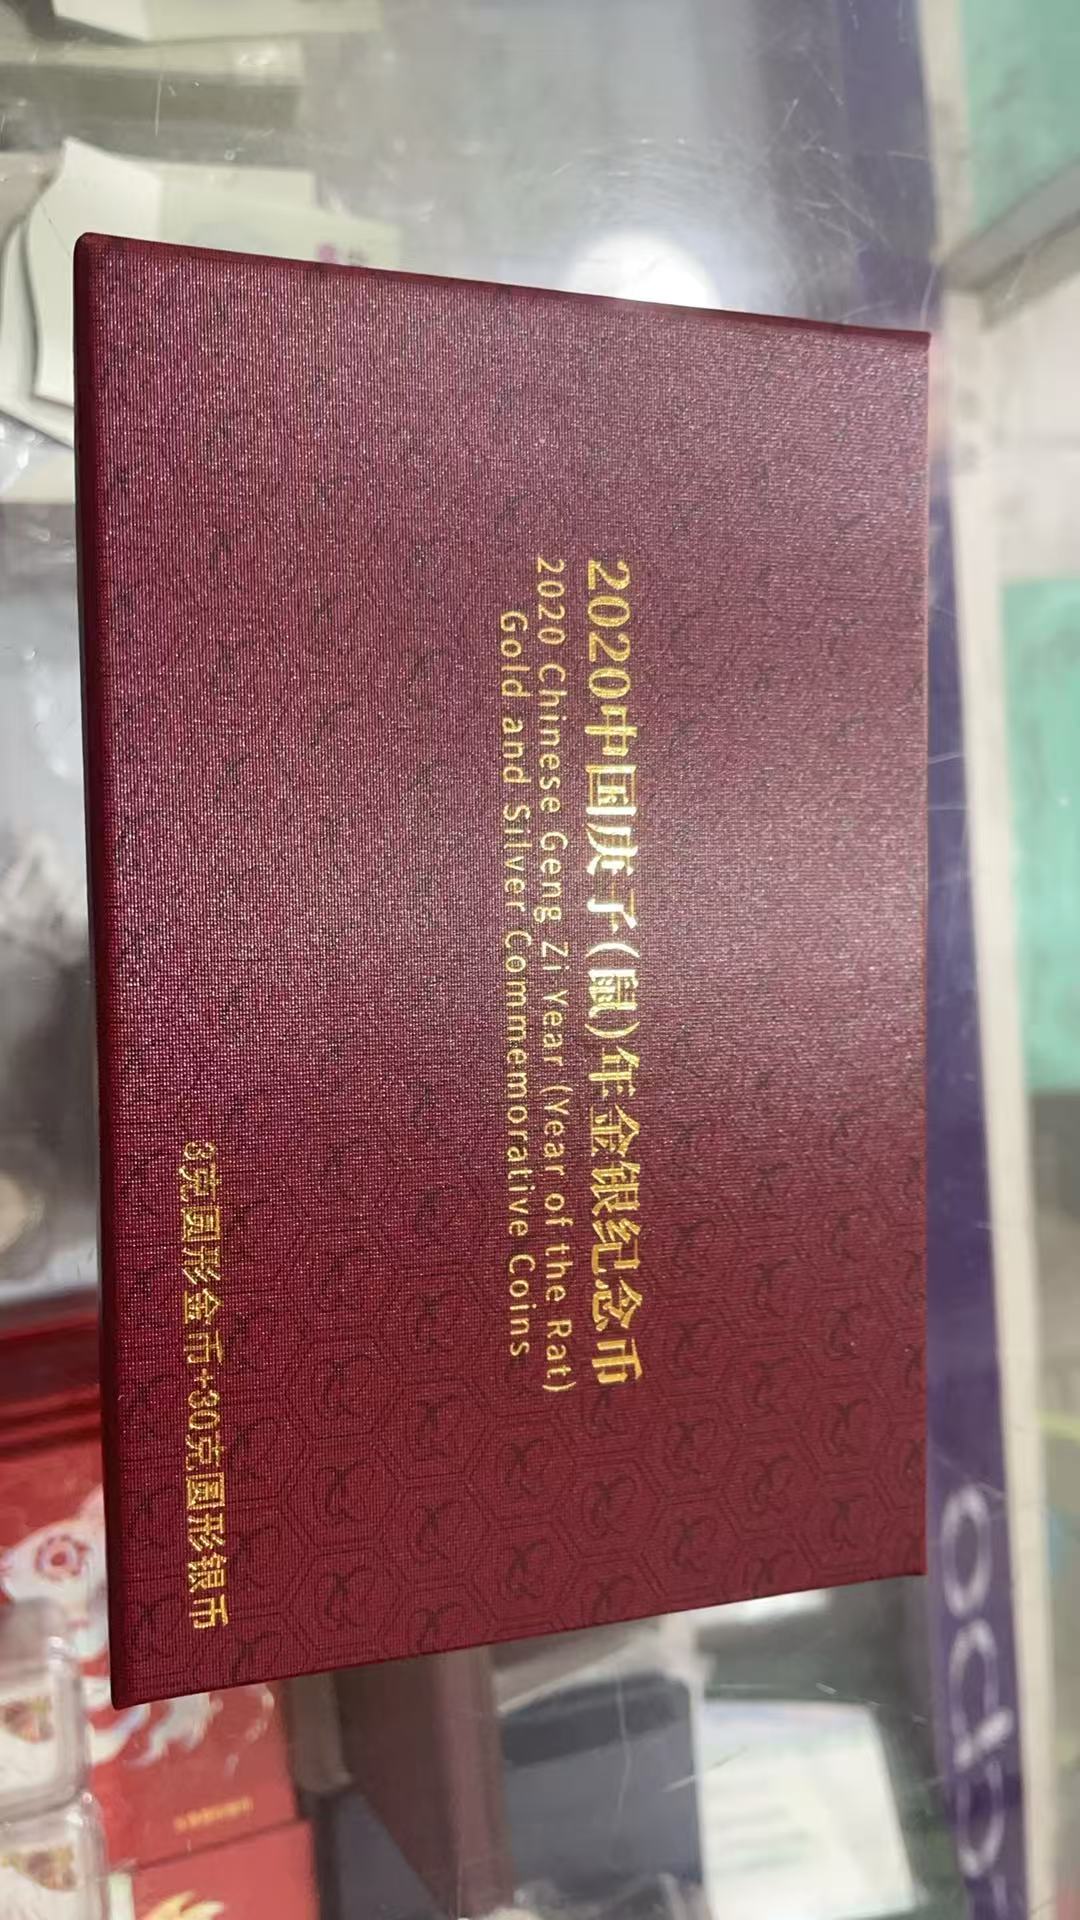 2020中国庚子(鼠)年金银纪念币
2020 Chinese Geng Zi Year (Year of the Rat)
Gold and Silver Commemorative Coins
3克圆形金币+30克圆形银币